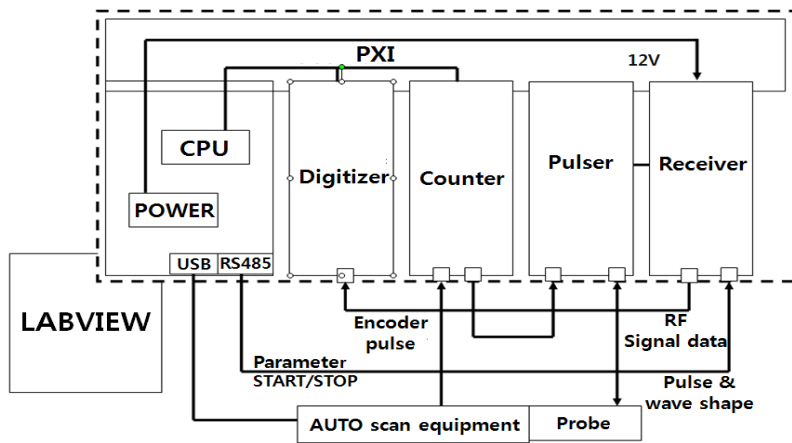 PXI
12V
CPU
Digitizer
Counter
Pulser
Receiver
POWER
USB
RS485
LABVIEW
Encoder
pulse
RF
Signal data
Parameter
START/STOP
Pulse &
wave shape
AUTO scan equipment
Probe